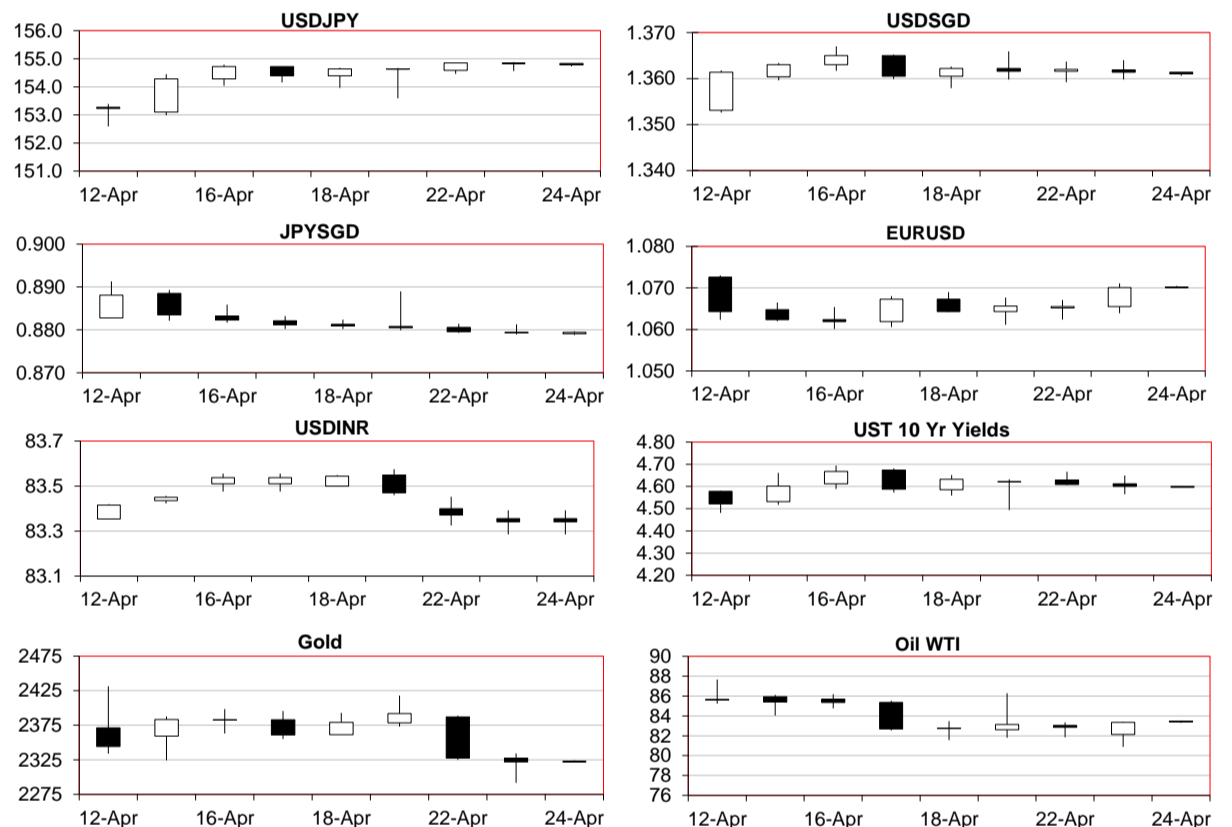 USDJPY
156.0
155.0
154.0
153.0
152.0
151.0
12-Apr 16-Apr 18-Apr 22-Apr 24-Apr
USDSGD
1.370
1.360
1.350
1.340
12-Apr 16-Apr 18-Apr 22-Apr 24-Apr
JPYSGD
0.900
0.890
0.880
0.870
12-Apr 16-Apr 18-Apr 22-Apr 24-Apr
EURUSD
1.080
1.070
1.060
1.050
12-Apr 16-Apr 18-Apr 22-Apr 24-Apr
USDINR
83.7
83.5
83.3
83.1
12-Apr 16-Apr 18-Apr 22-Apr 24-Apr
UST 10 Yr Yields
4.80
4.70
4.60
4.50
4.40
4.30
4.20
12-Apr 16-Apr 18-Apr 22-Apr 24-Apr
Gold
2475
2425
2375
2325
2275
12-Apr 16-Apr 18-Apr 22-Apr 24-Apr
Oil WTI
90
88
86
84
82
80
78
76
12-Apr 16-Apr 18-Apr 22-Apr 24-Apr